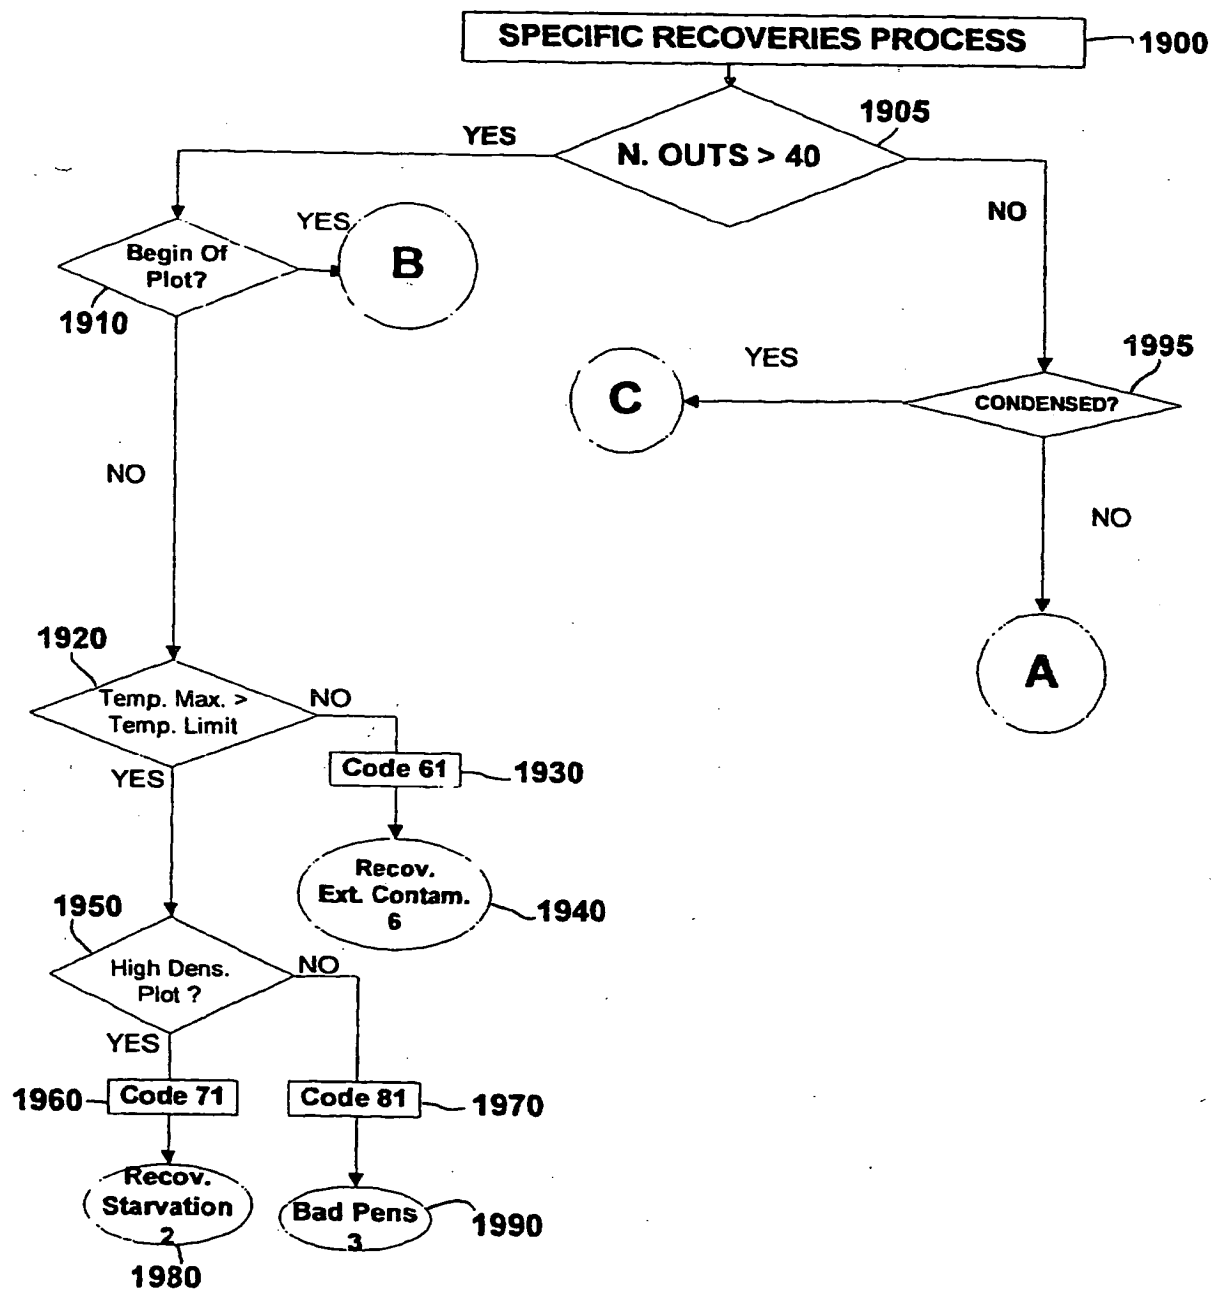 SPECIFIC RECOVERIES PROCESS
1900
1905
N. OUTS > 40
YES
NO
Begin Of
Plot?
1910
YES
B
NO
1995
CONDENSED?
YES
C
NO
A
1920
Temp. Max. >
Temp. Limit
NO
YES
Code 61
1930
Recov.
Ext. Contam.
6
1940
1950
High Dens.
Plot ?
NO
YES
1960
Code 71
Code 81
1970
Recov.
Starvation
2
1980
Bad Pens
3
1990